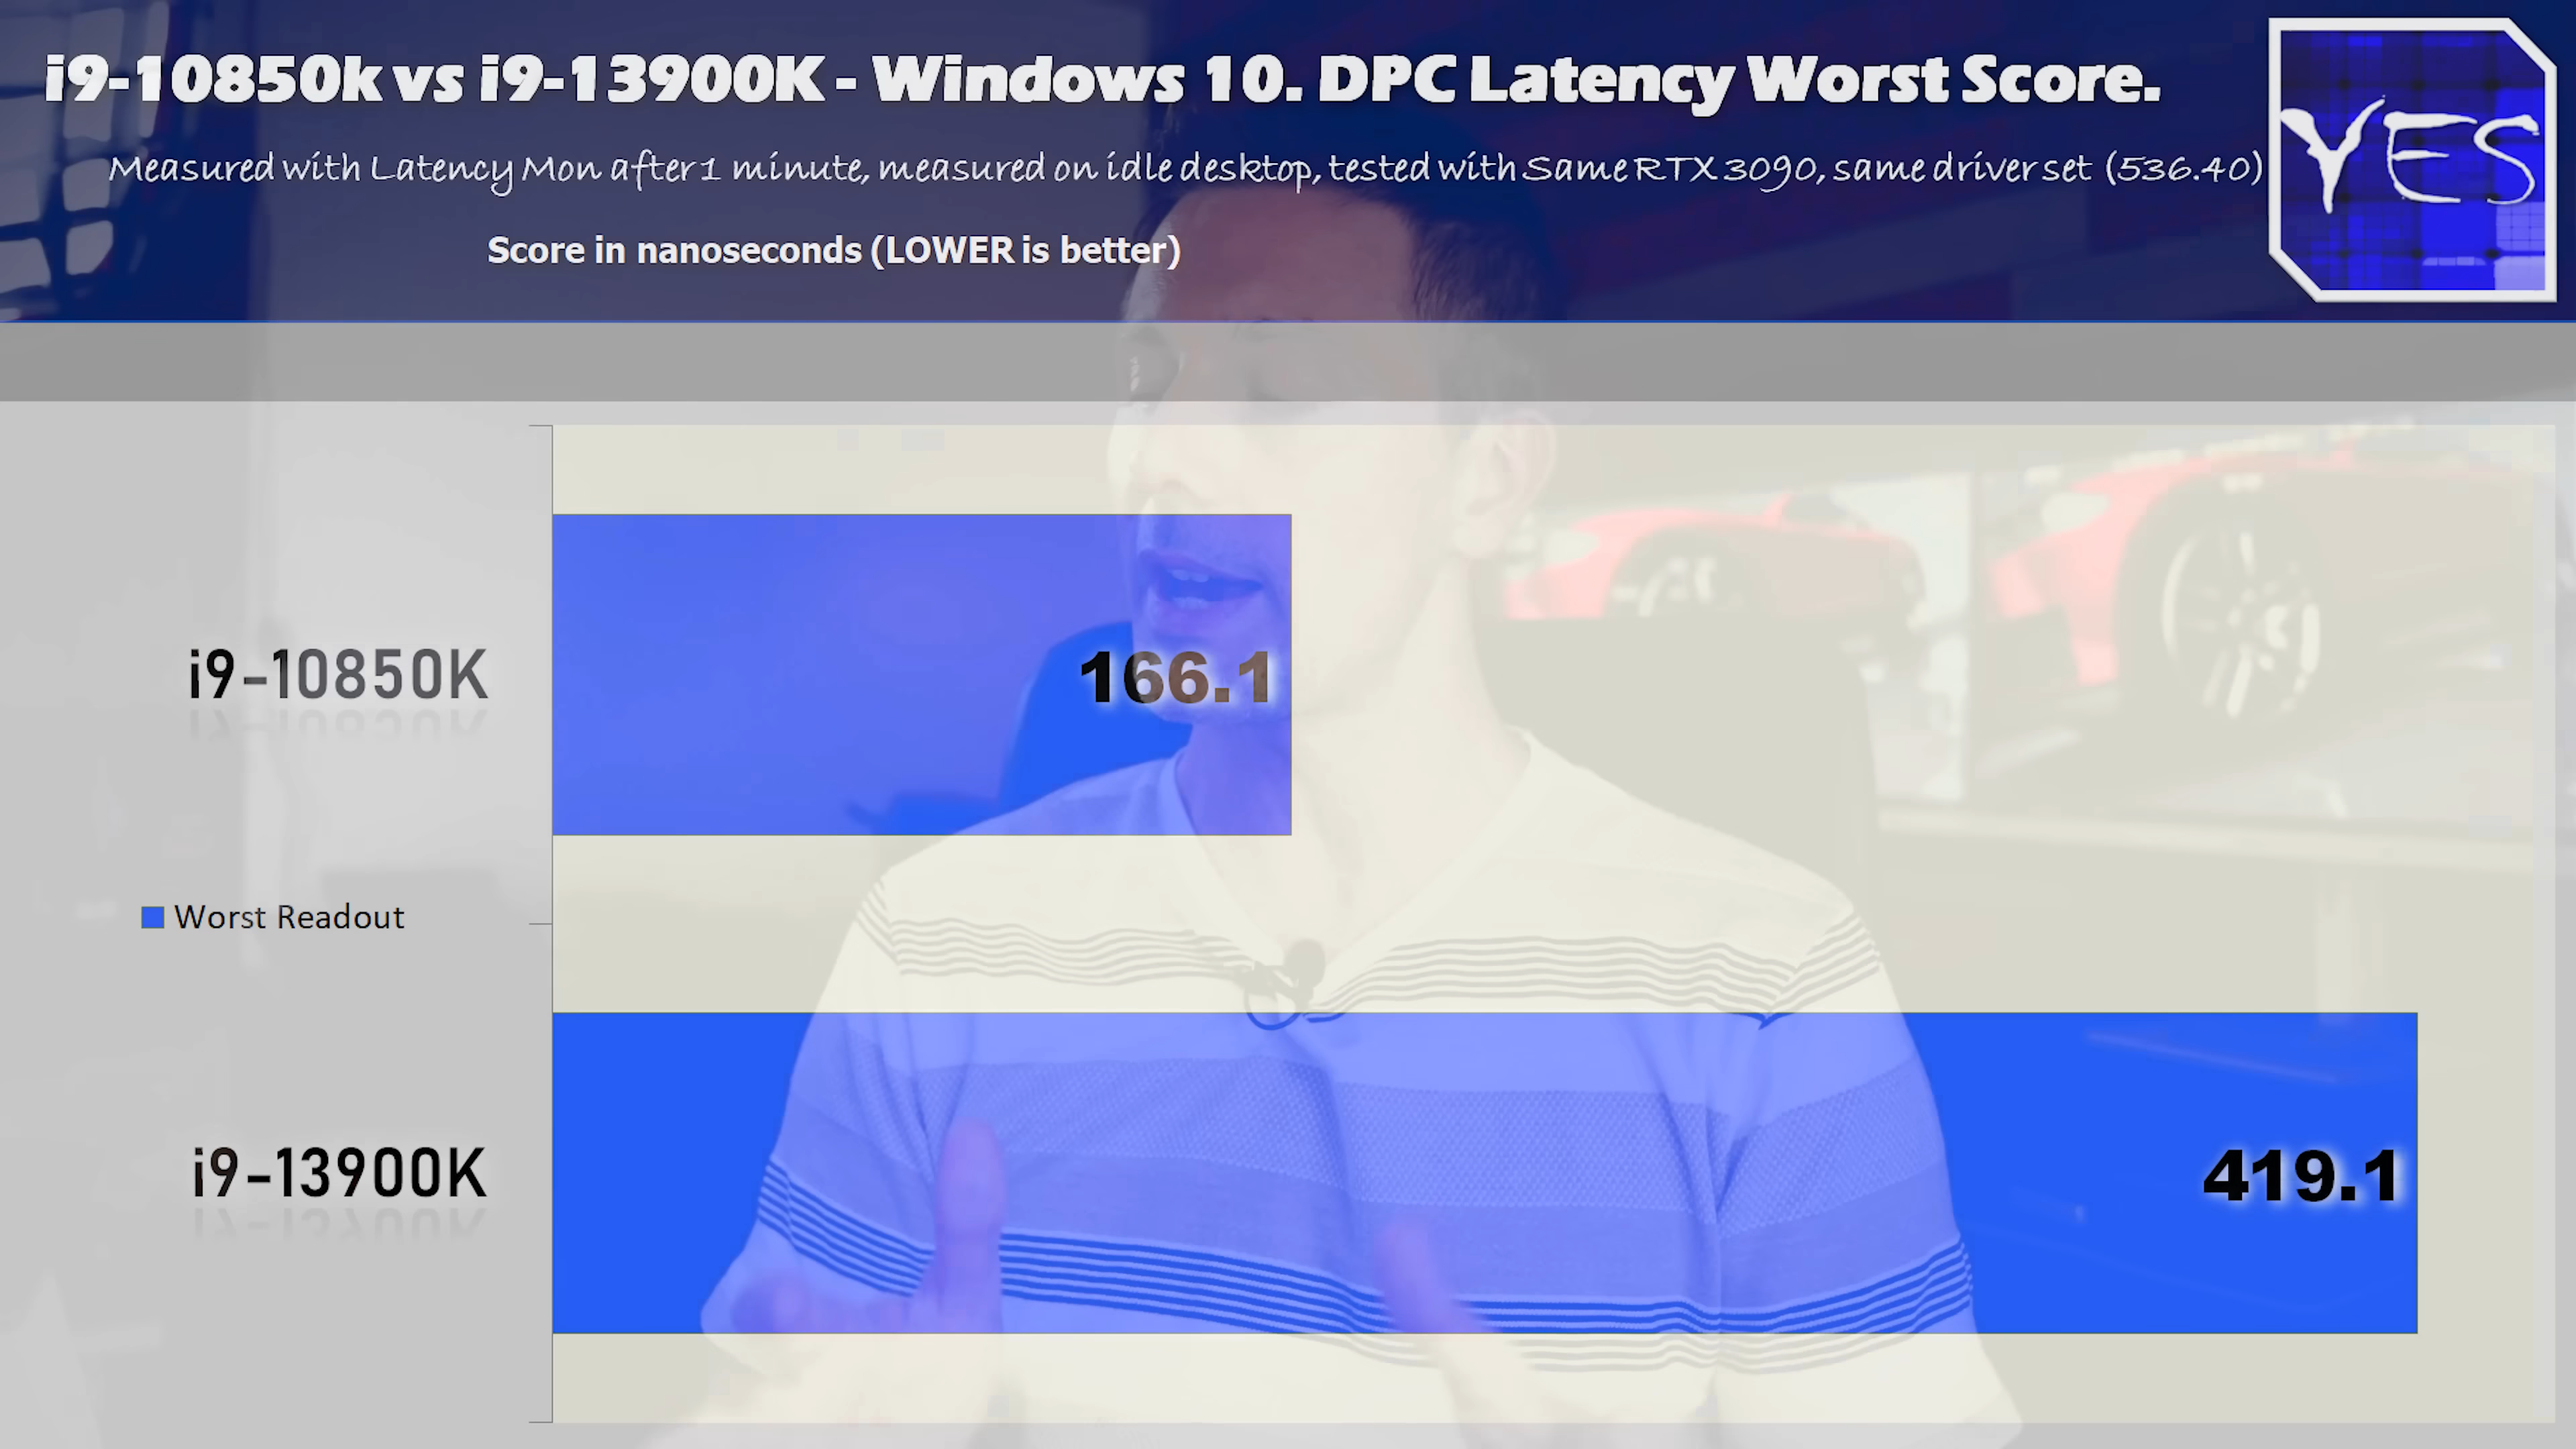 i9-10850k vs i9-13900K - Windows 10. DPC Latency Worst Score.
Measured with Latency Mon after 1 minute, measured on idle desktop, tested with Same RTX 3090, same driver set (536.40)
YES
Score in nanoseconds (LOWER is better)
i9-10850K
166.1
Worst Readout
i9-13900K
419.1